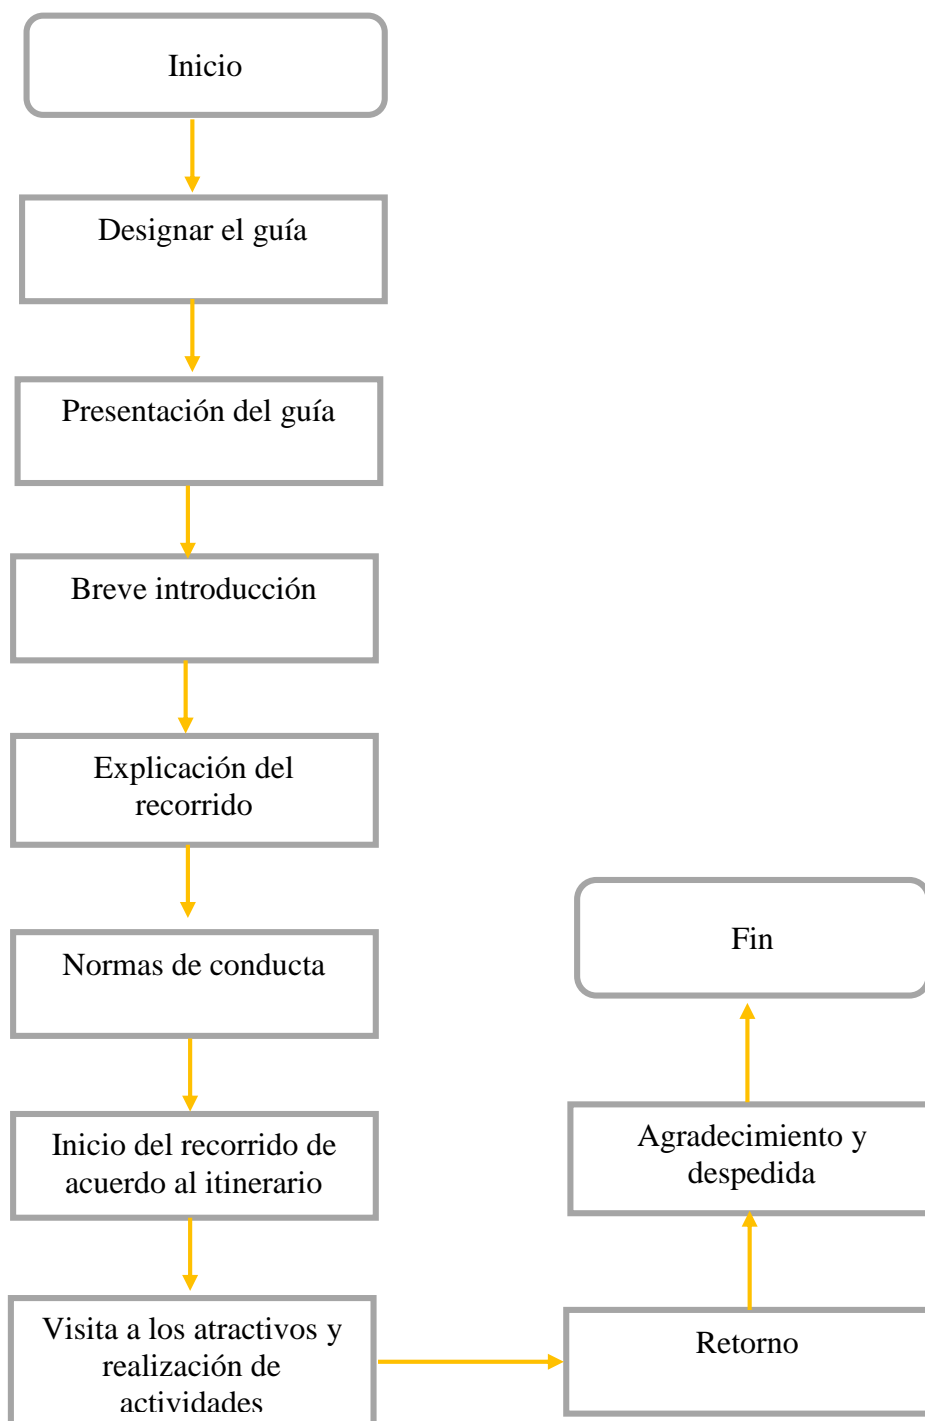 Inicio
Designar el guía
Presentación del guía
Breve introducción
Explicación del
recorrido
Normas de conducta
Inicio del recorrido de
acuerdo al itinerario
Visita a los atractivos y
realización de
actividades
Retorno
Agradecimiento y
despedida
Fin